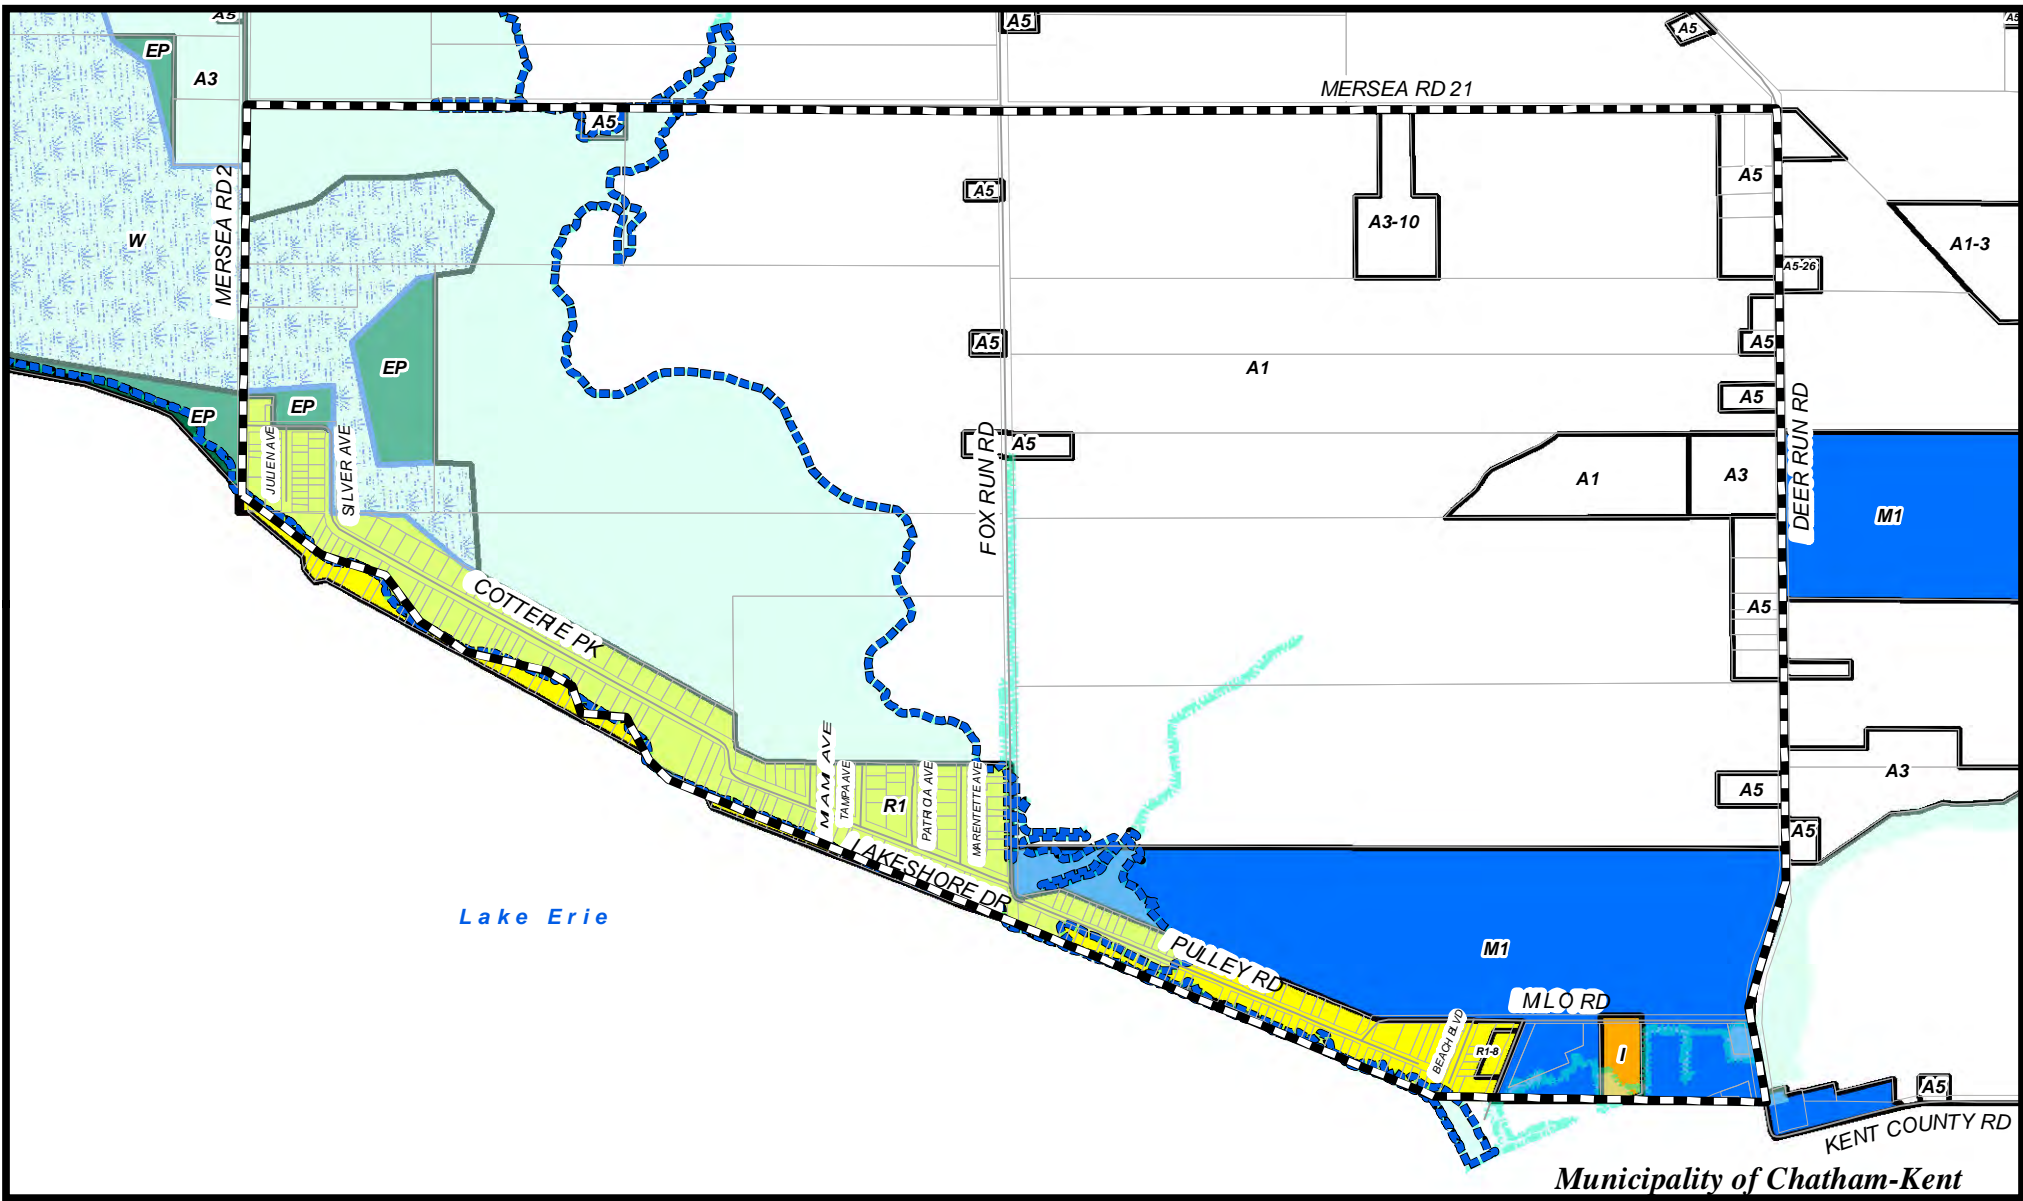 A5
A5
A5
A5
EP
A3
MERSEA RD 21
A5
A5
A5
A3-10
MERSEA RD 2
W
A1-3
A5-26
A5
A5
EP
A1
A5
EP
EP
A5
JULIEN AVE
SILVER AVE
FOX RUN RD
DEER RUN RD
A1
A3
M1
COTTERIE PK
A5
MIAMI AVE
TAMPA AVE
R1
PATRICIA AVE
MARENTETTE AVE
A5
A3
A5
LAKESHORE DR
Lake Erie
PULLEY RD
M1
MILO RD
BEACH BLVD
R1-8
I
A5
KENT COUNTY RD
Municipality of Chatham-Kent